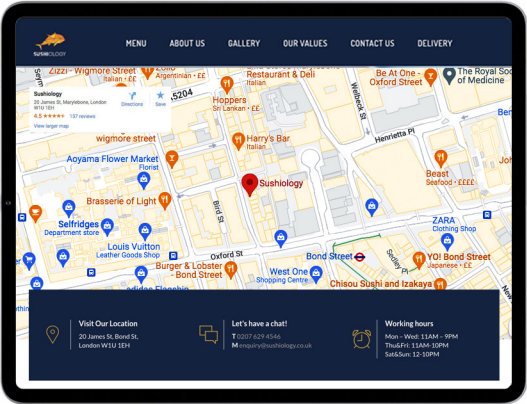 SUSHIOLOGY
MENU
ABOUT US
GALLERY
OUR VALUES
CONTACT US
DELIVERY
Zizzi - Wigmore Street
Italian • ££
Argentinian • ££
Restaurant & Deli
Italian
Be At One -
Oxford Street
The Royal Soc
of Medicine
Sushiology
20 James St, Marylebone, London
W1U 1EH
4.5
137 reviews
View larger map
Directions
Save
5204
Hoppers
Sri Lankan • ££
Welbeck St
Henrietta Pl
wigmore street
Harry's Bar
Italian
Aoyama Flower Market
Florist
Beast
Seafood • ££££
Sushiology
Brasserie of Light
Bird St
Selfridges
Department store
ZARA
Clothing Shop
Louis Vuitton
Leather Goods Shop
Oxford St
Bond Street
Sedley Pl
YO! Bond Street
Japanese • ££
Burger & Lobster
- Bond Street
West One
Shopping Centre
Chisou Sushi and Izakaya
Visit Our Location
20 James St, Bond St,
London W1U 1EH
Let's have a chat!
T 0207 629 4546
M enquiry@sushiology.co.uk
Working hours
Mon - Wed: 11AM - 9PM
Thu&Fri: 11AM-10PM
Sat&Sun: 12-10PM